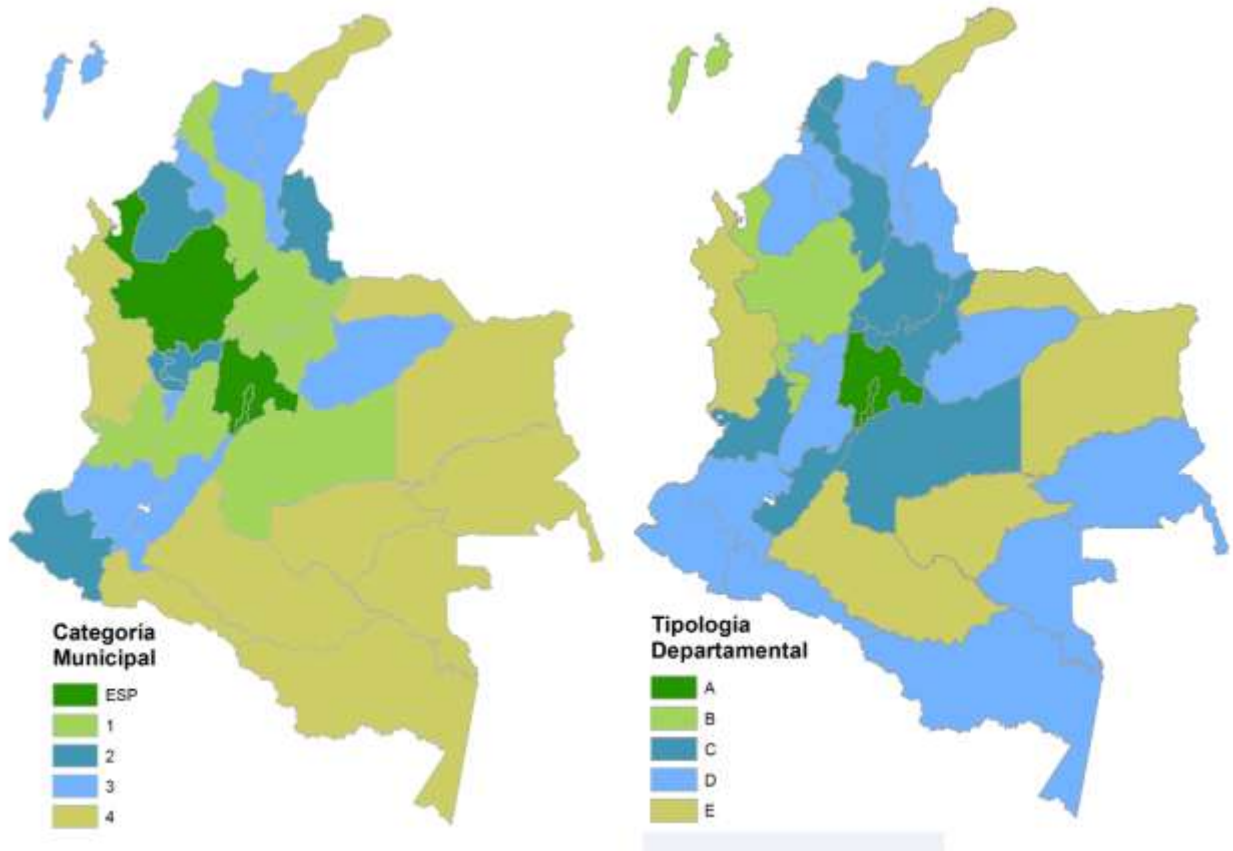 Categoría
Municipal
ESP
1
2
3
4
Tipología
Departamental
A
B
C
D
E